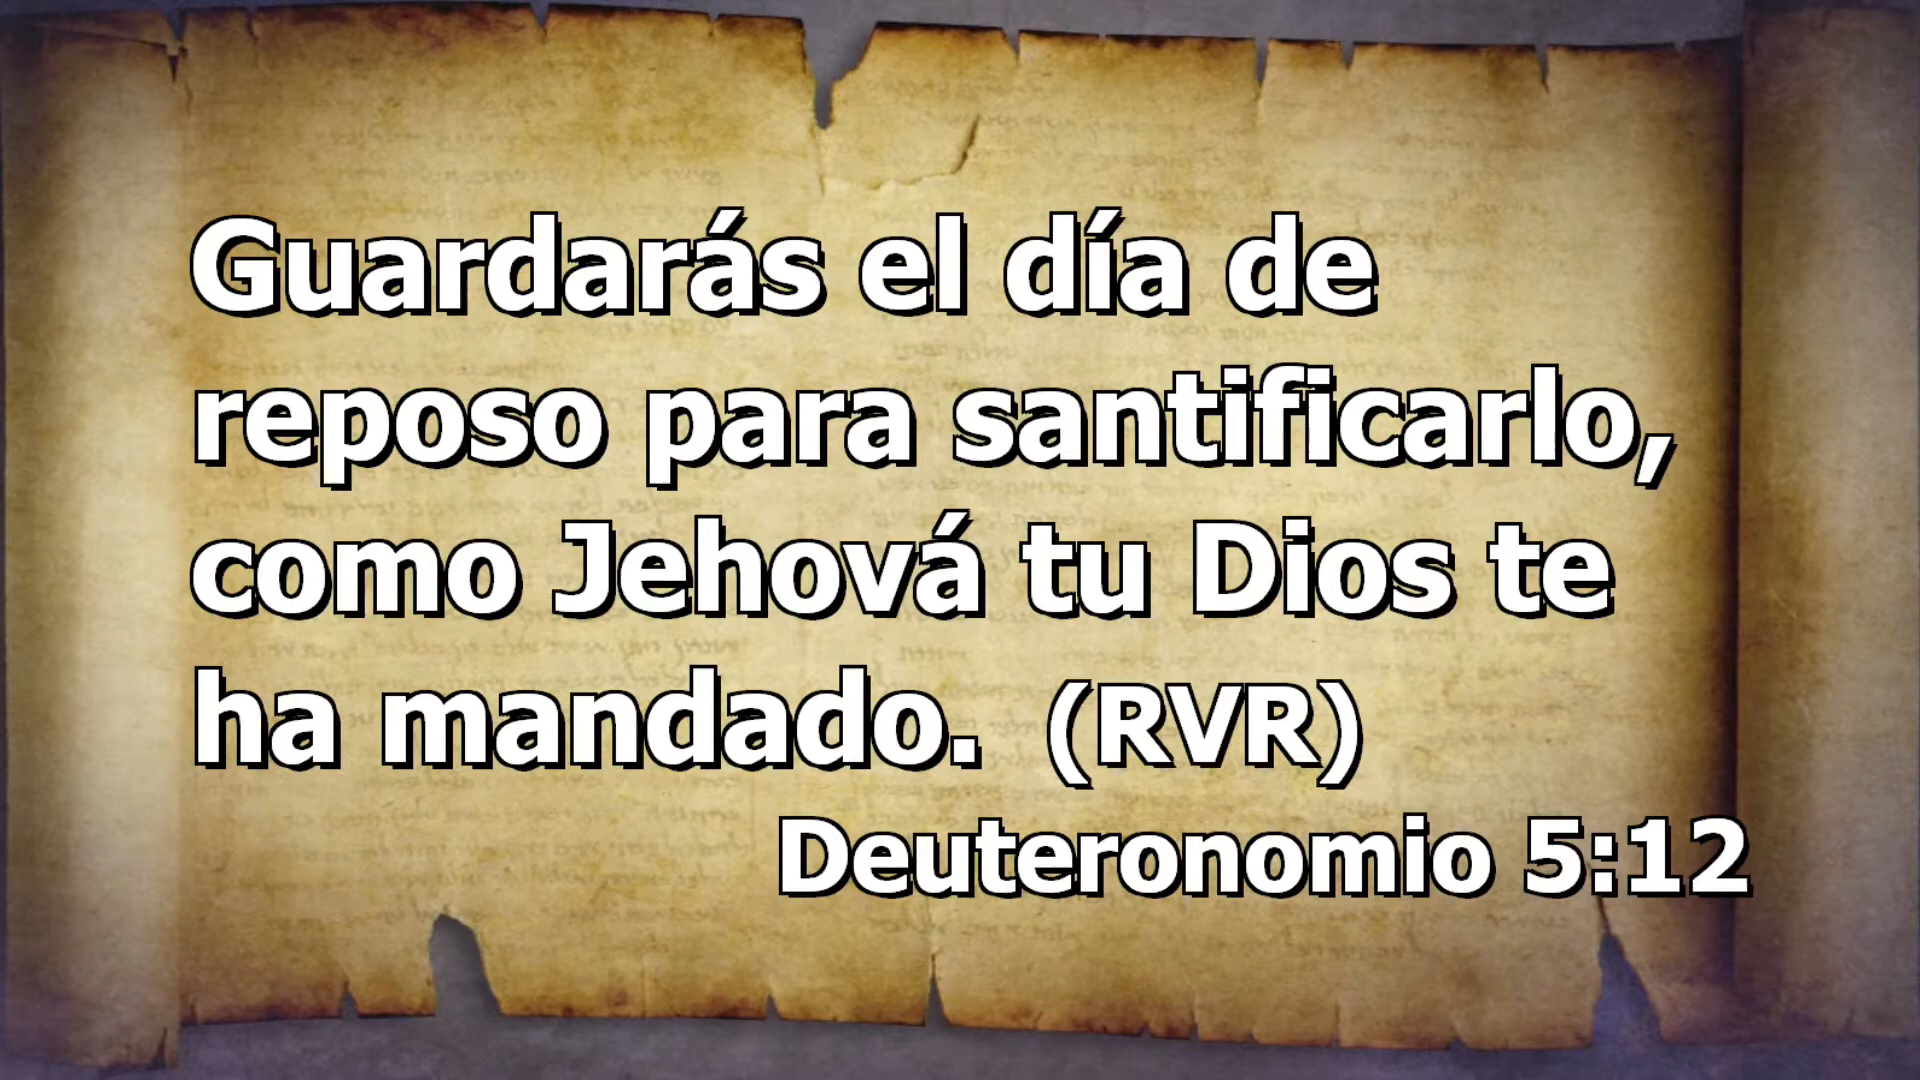 Guardarás el día de
reposo para santificarlo,
como Jehová tu Dios te
ha mandado. (RVR)
Deuteronomio 5:12